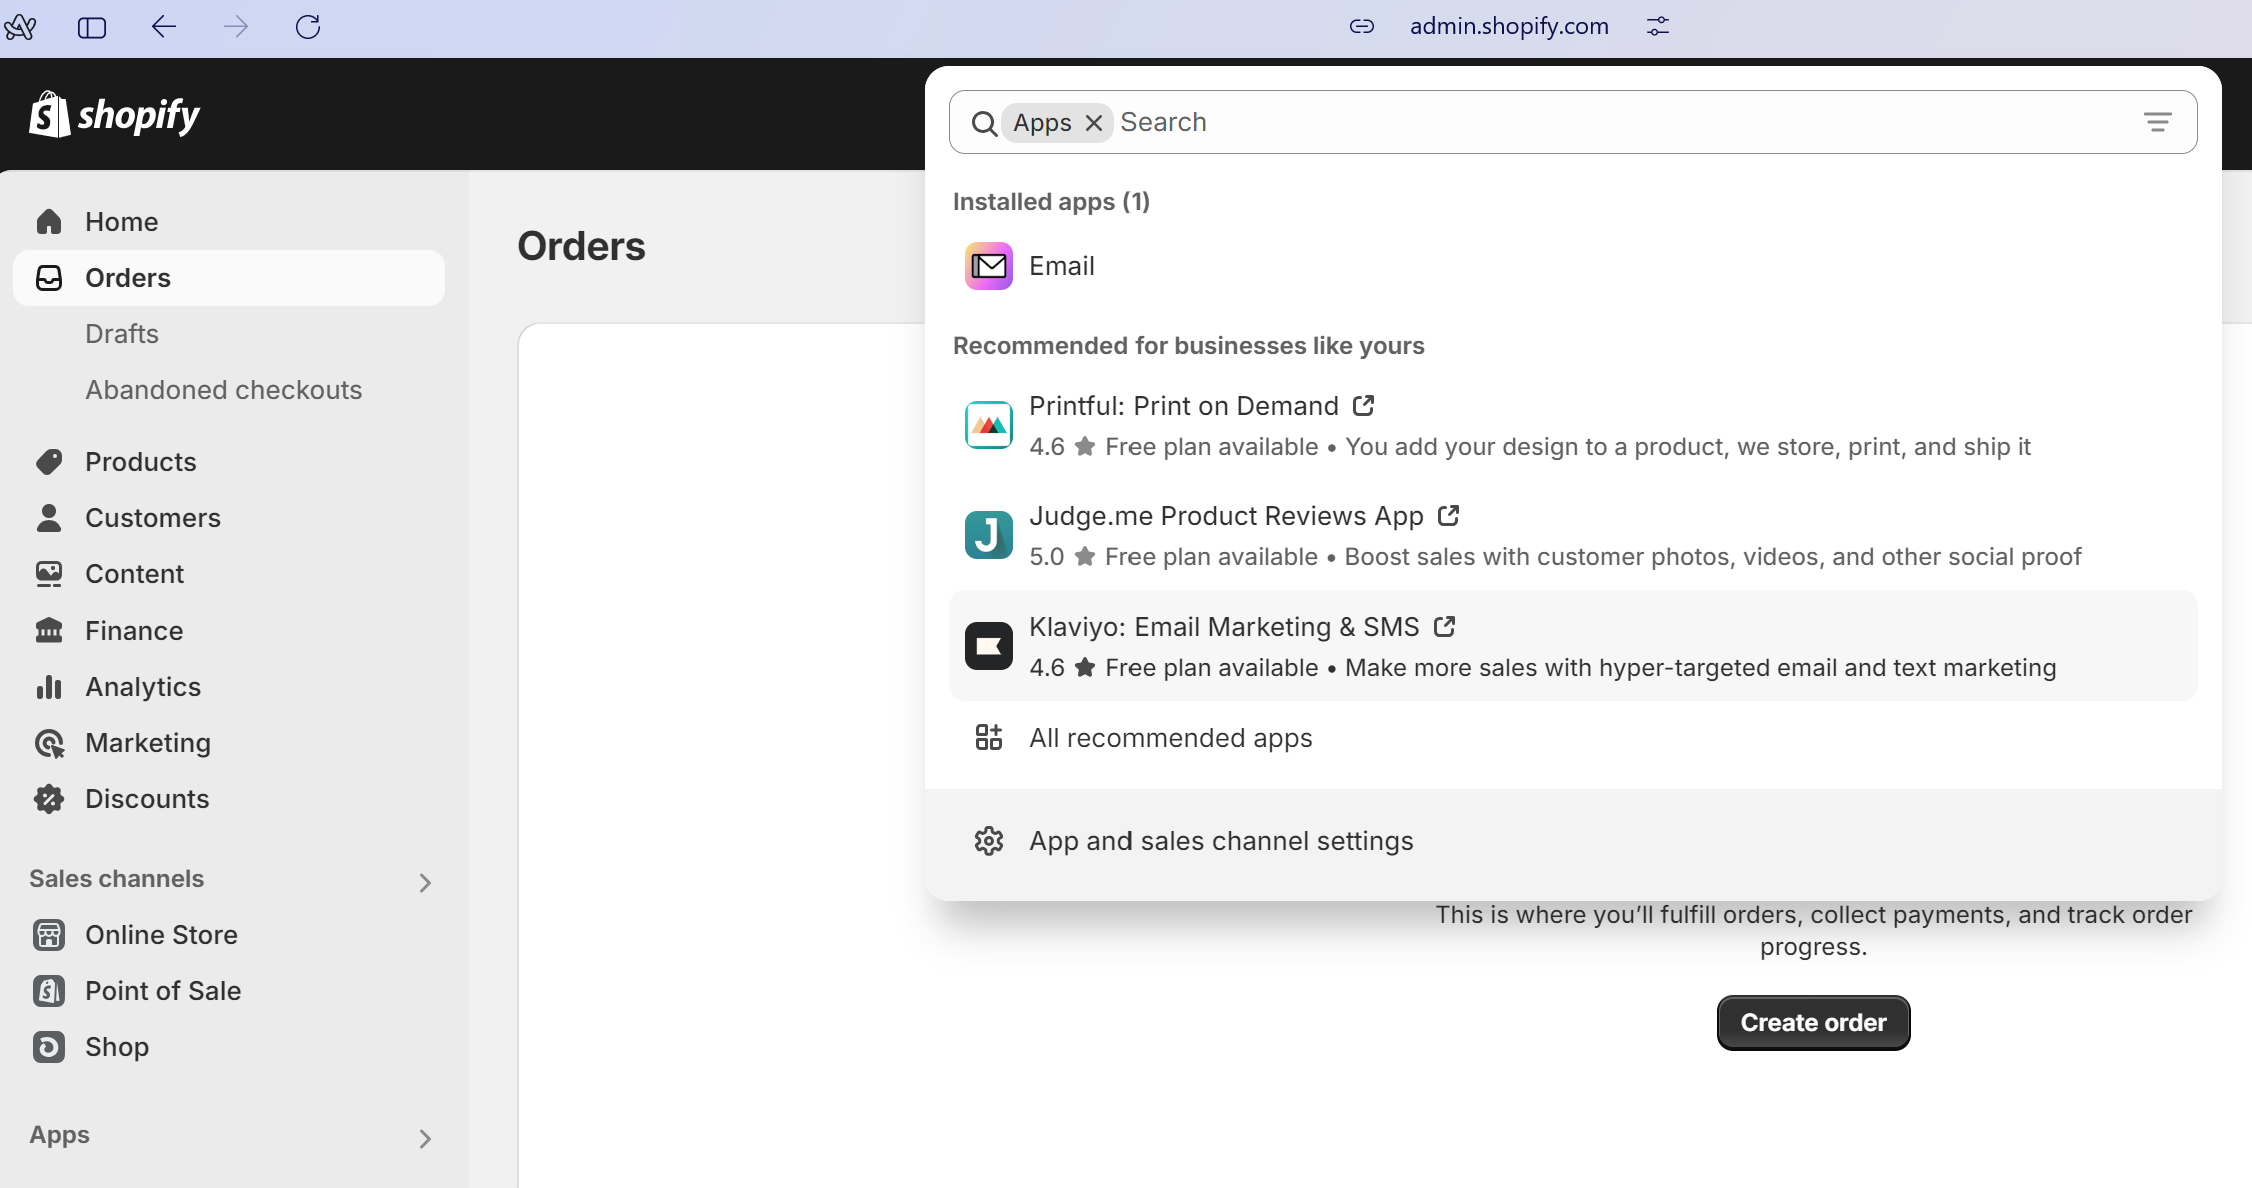 admin.shopify.com
shopify
Home
Orders
Drafts
Abandoned checkouts
Products
Customers
Content
Finance
Analytics
Marketing
Discounts
Sales channels
Online Store
Point of Sale
Shop
Apps
Orders
Apps Search
Installed apps (1)
Email
Recommended for businesses like yours
Printful: Print on Demand
4.6 ★ Free plan available • You add your design to a product, we store, print, and ship it
Judge.me Product Reviews App
5.0 ★ Free plan available • Boost sales with customer photos, videos, and other social proof
Klaviyo: Email Marketing & SMS
4.6 ★ Free plan available • Make more sales with hyper-targeted email and text marketing
All recommended apps
App and sales channel settings
This is where you’ll fulfill orders, collect payments, and track order
progress.
Create order